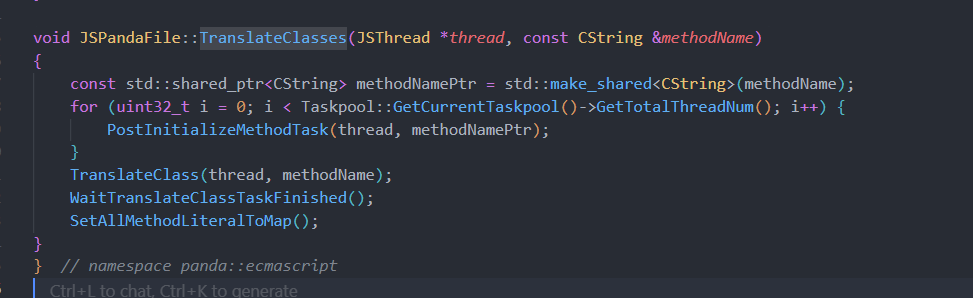 void JSPandaFile::TranslateClasses(JSThread *thread, const CString &methodName)
{
    const std::shared_ptr<CString> methodNamePtr = std::make_shared<CString>(methodName);
    for (uint32_t i = 0; i < Taskpool::GetCurrentTaskpool()->GetTotalThreadNum(); i++) {
        PostInitializeMethodTask(thread, methodNamePtr);
    }
    TranslateClass(thread, methodName);
    WaitTranslateClassTaskFinished();
    SetAllMethodLiteralToMap();
}
}  // namespace panda::ecmascript
Ctrl+L to chat, Ctrl+K to generate